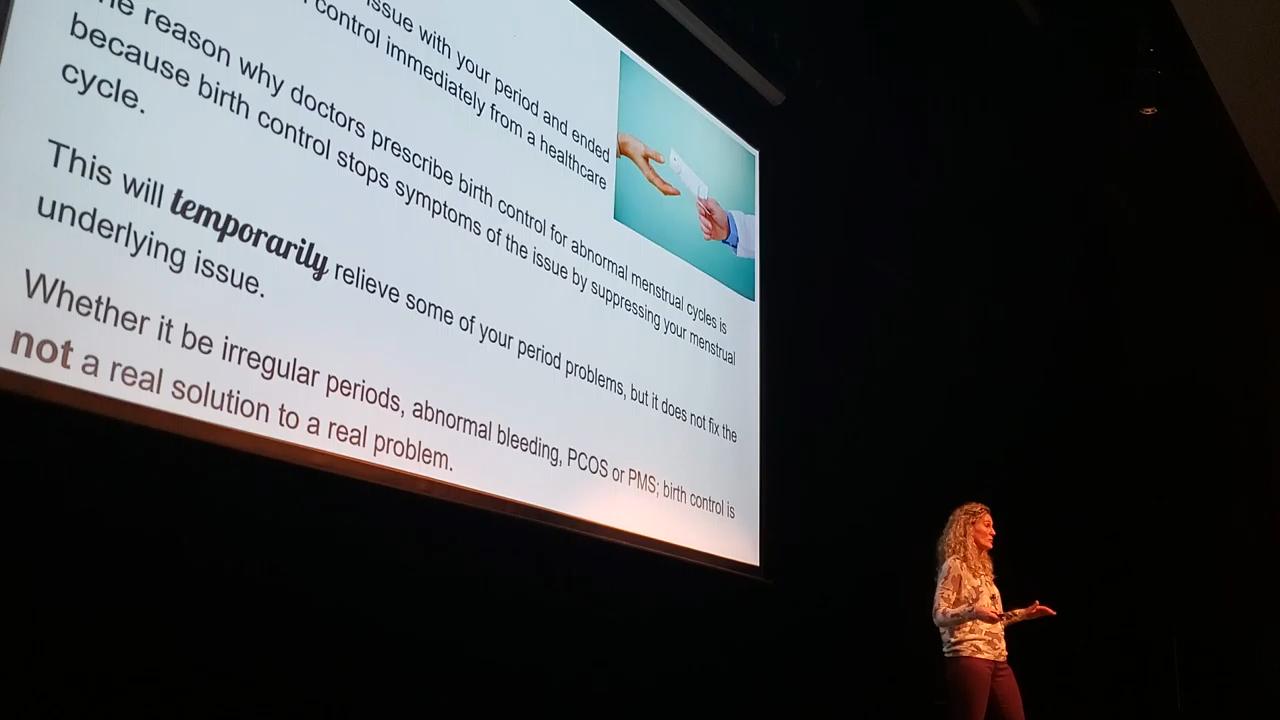 issue with your period and ended
control immediately from a healthcare
reason why doctors prescribe birth control for abnormal menstrual cycles is
because birth control stops symptoms of the issue by suppressing your menstrual
cycle.
This will temporarily relieve some of your period problems, but it does not fix the
underlying issue.
Whether it be irregular periods, abnormal bleeding, PCOS or PMS; birth control is
not a real solution to a real problem.